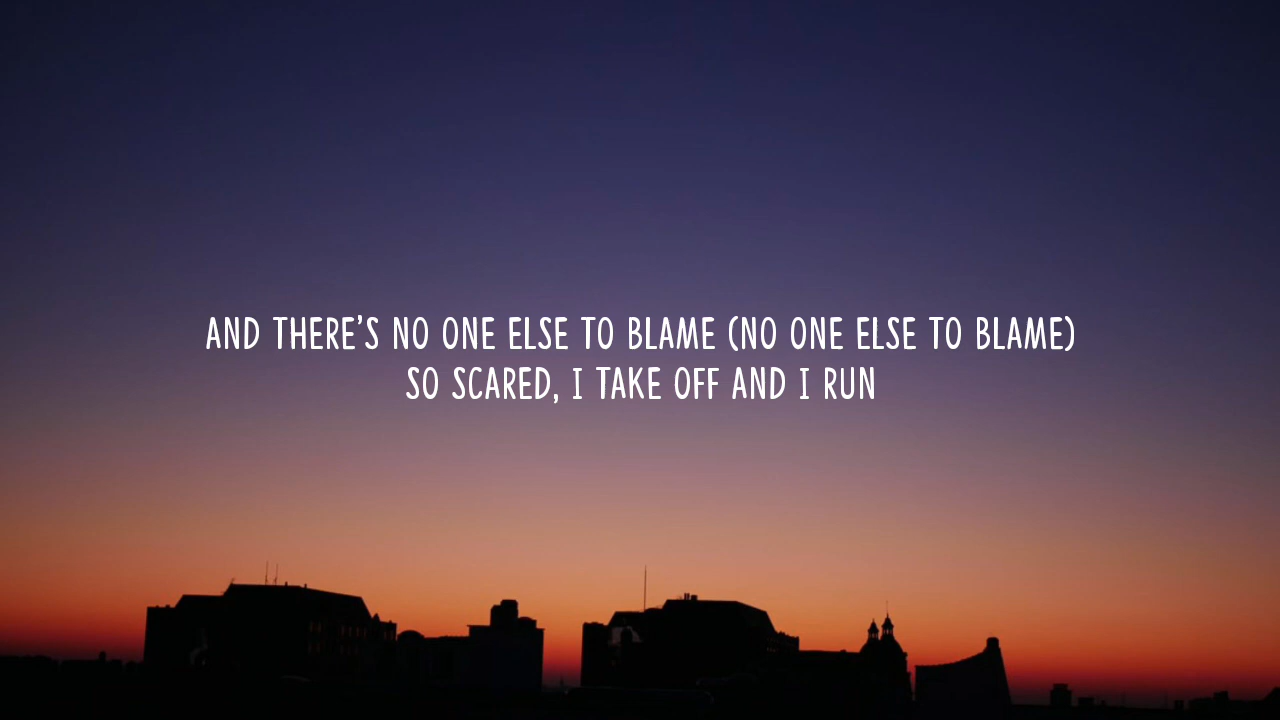 AND THERE'S NO ONE ELSE TO BLAME (NO ONE ELSE TO BLAME)
SO SCARED, I TAKE OFF AND I RUN